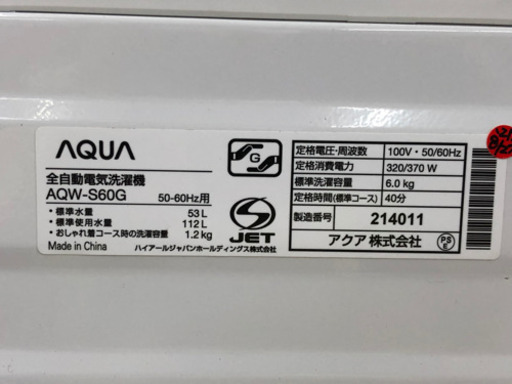 AQUA
全自動電気洗濯機
AQW-S60G 50-60Hz用
・標準水量 53L
・標準使用水量 112L
・おしゃれ着コース時の洗濯容量 1.2kg
Made in China
ハイアールジャパンホールディングス株式会社
G
S
JET
定格電圧・周波数 100V・50/60Hz
定格消費電力 320/370 W
標準洗濯容量 6.0 kg
定格時間(標準コース) 40分
製造番号 214011
アクア 株式会社
PS
E